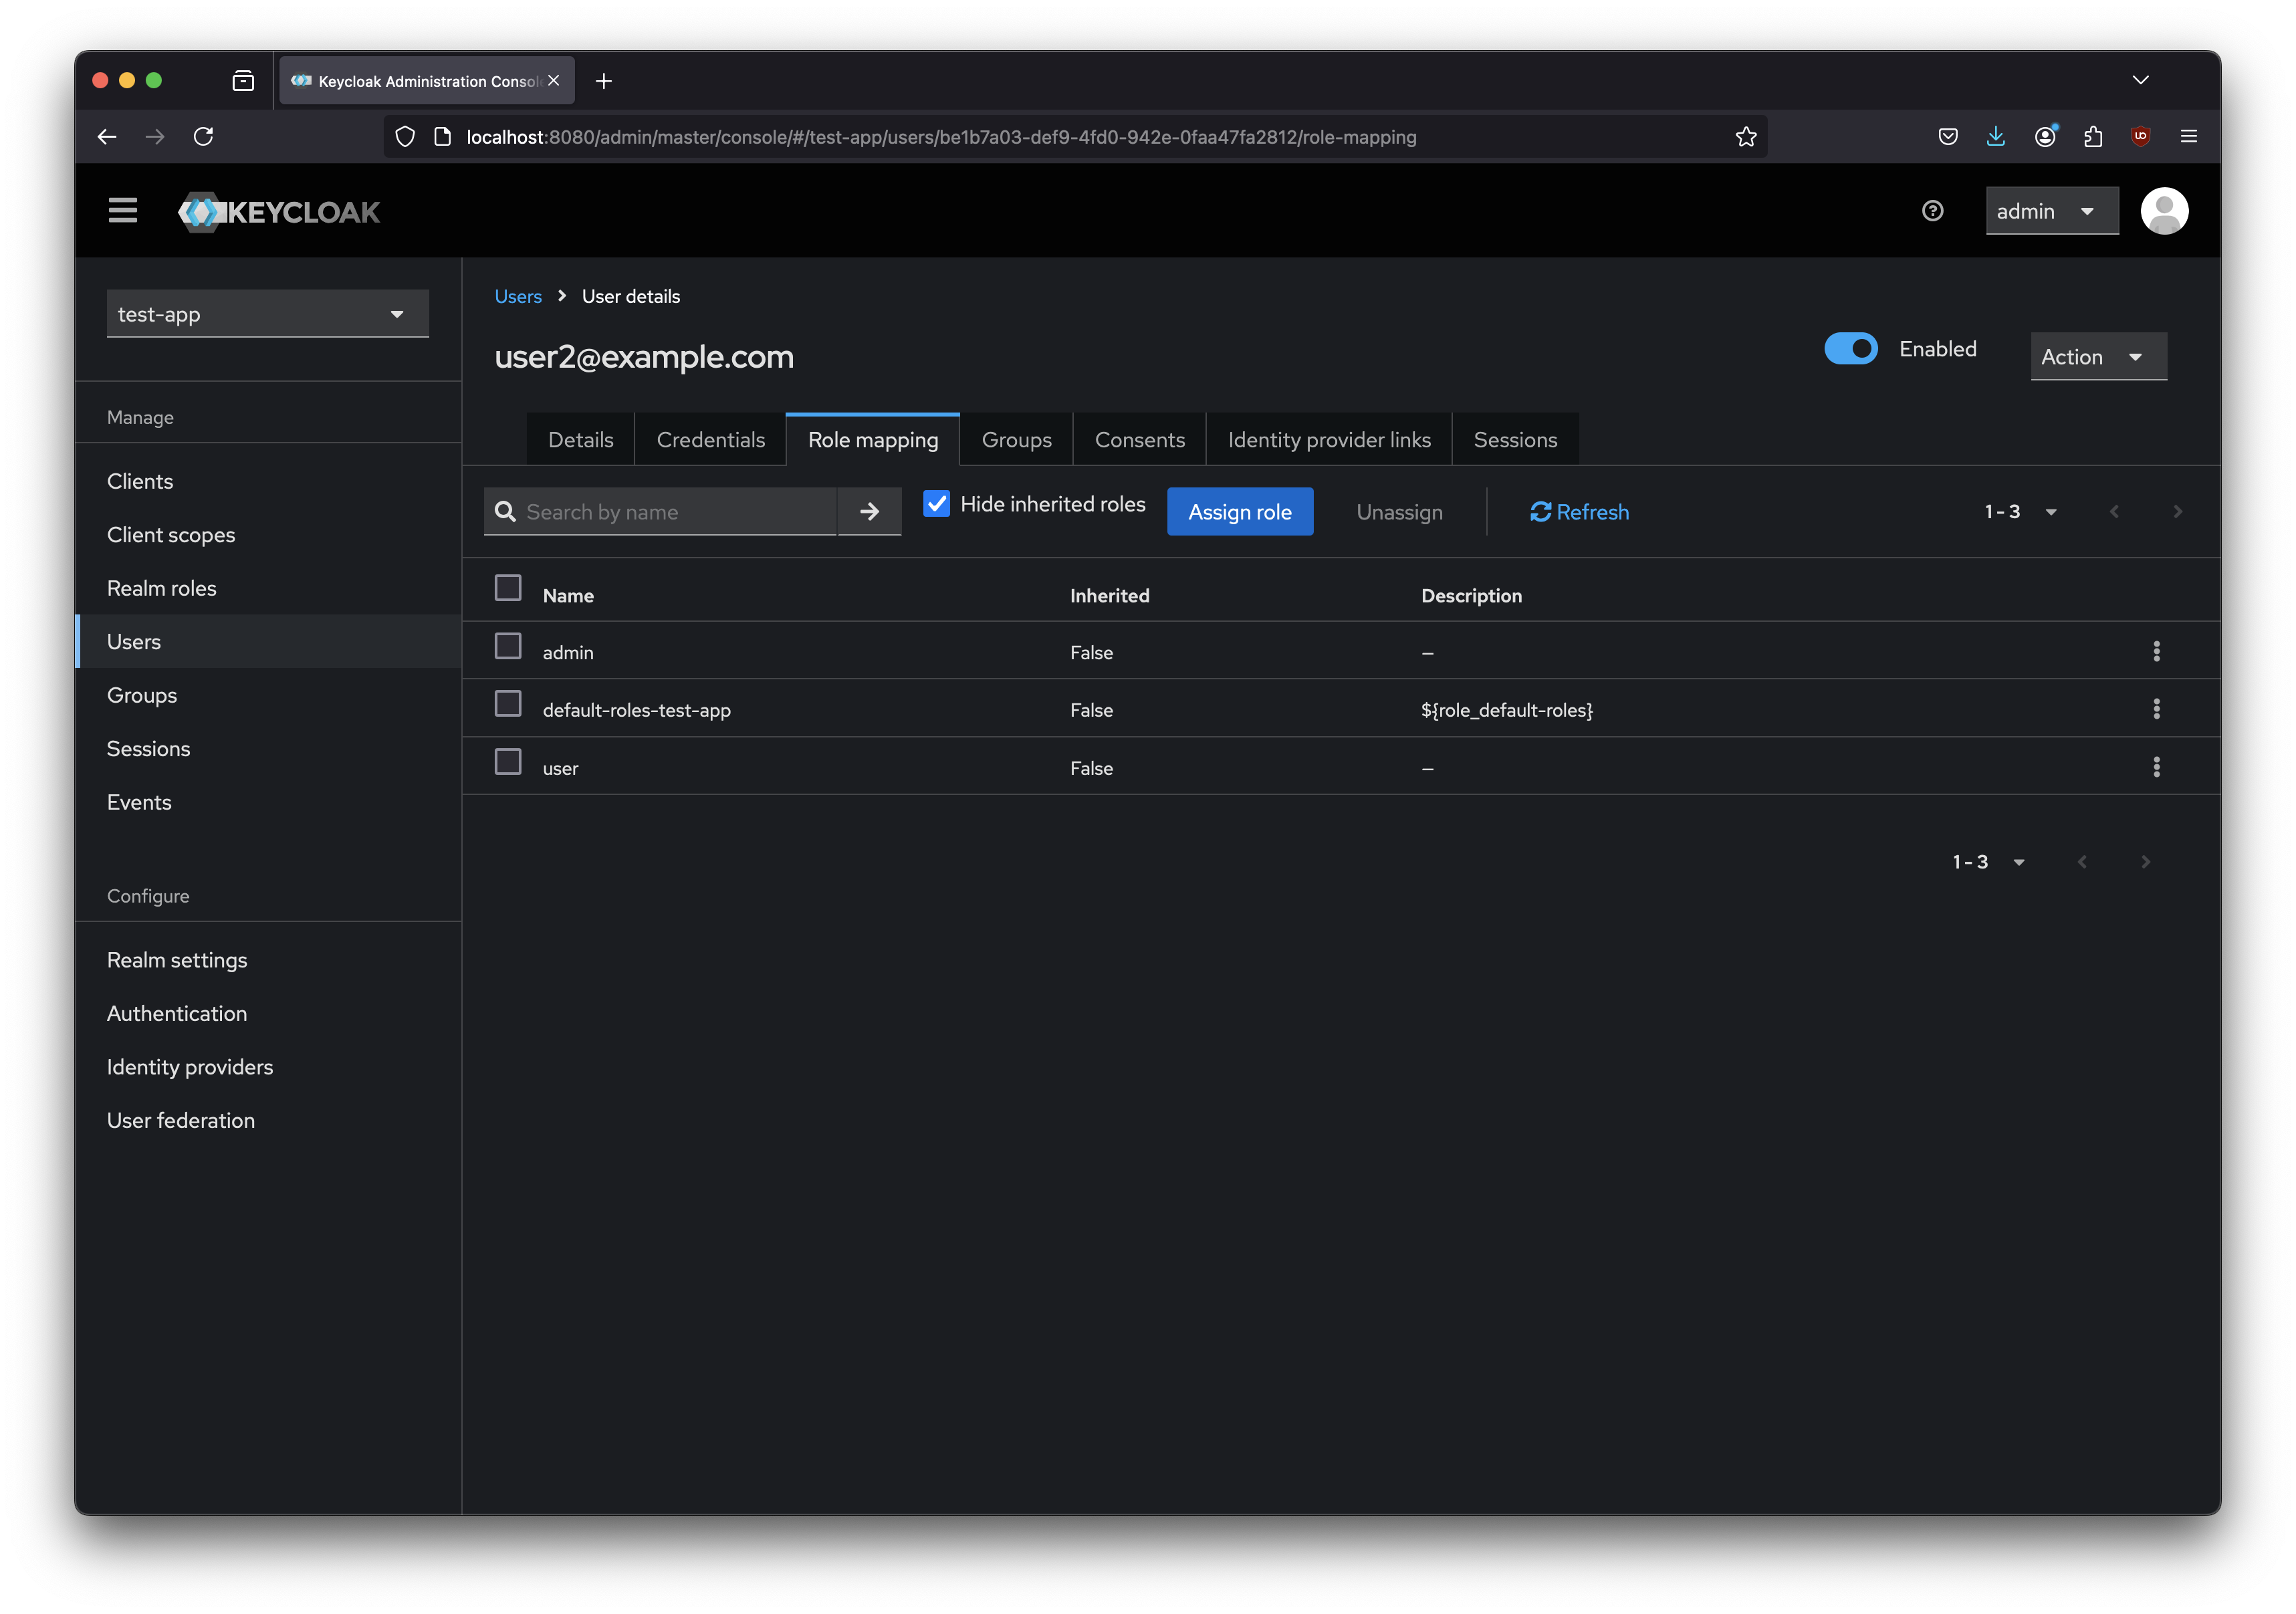 Keycloak Administration Consol
localhost:8080/admin/master/console/#/test-app/users/be1b7a03-def9-4fd0-942e-0faa47fa2812/role-mapping
KEYCLOAK
admin
test-app
Manage
Clients
Client scopes
Realm roles
Users
Groups
Sessions
Events
Configure
Realm settings
Authentication
Identity providers
User federation
Users User details
user2@example.com
Enabled
Action
Details Credentials Role mapping Groups Consents Identity provider links Sessions
Search by name Hide inherited roles Assign role Unassign Refresh 1 - 3
Name Inherited Description
admin False —
default-roles-test-app False ${role_default-roles}
user False —
1 - 3